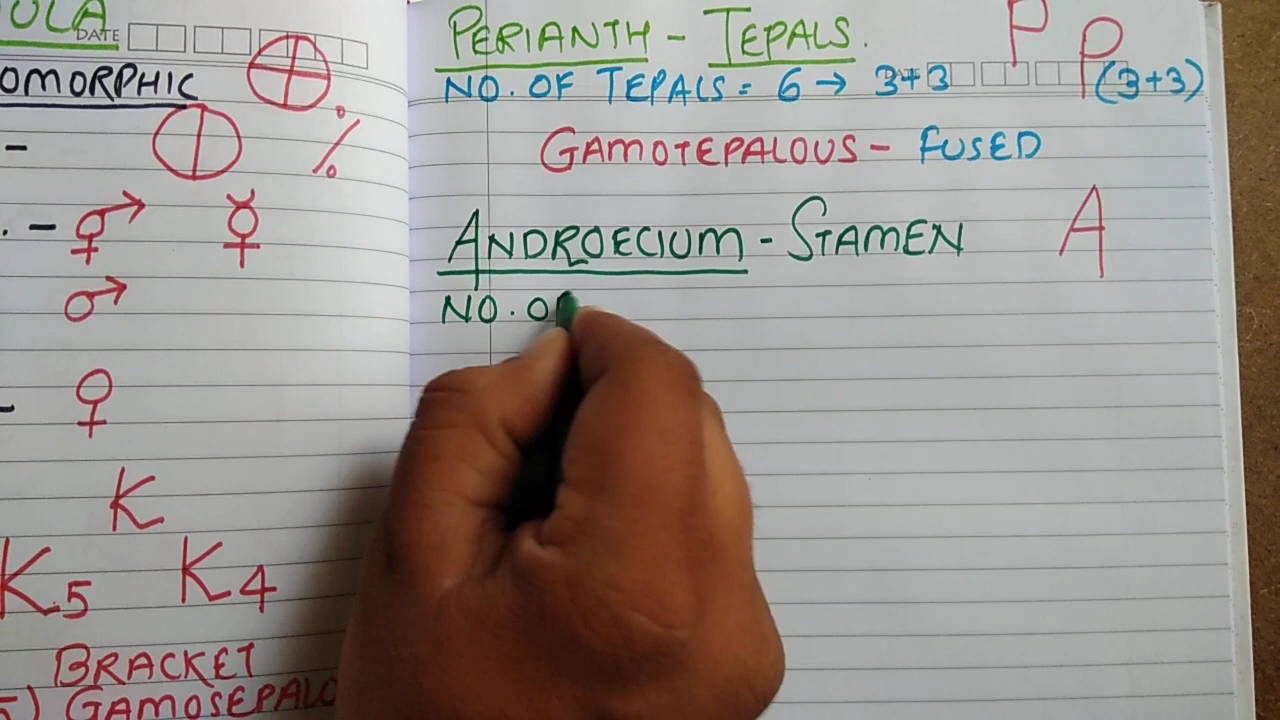 ULA
DATE
OMORPHIC
-
%
. - ⚥ ☿
♂
- ♀
K
K5 K4
BRACKET
5) GAMOSEPALO
PERIANTH - TEPALS. P
NO. OF TEPALS = 6 → 3+3 P(3+3)
GAMOTEPALOUS - FUSED
ANDROECIUM - STAMEN A
NO. O